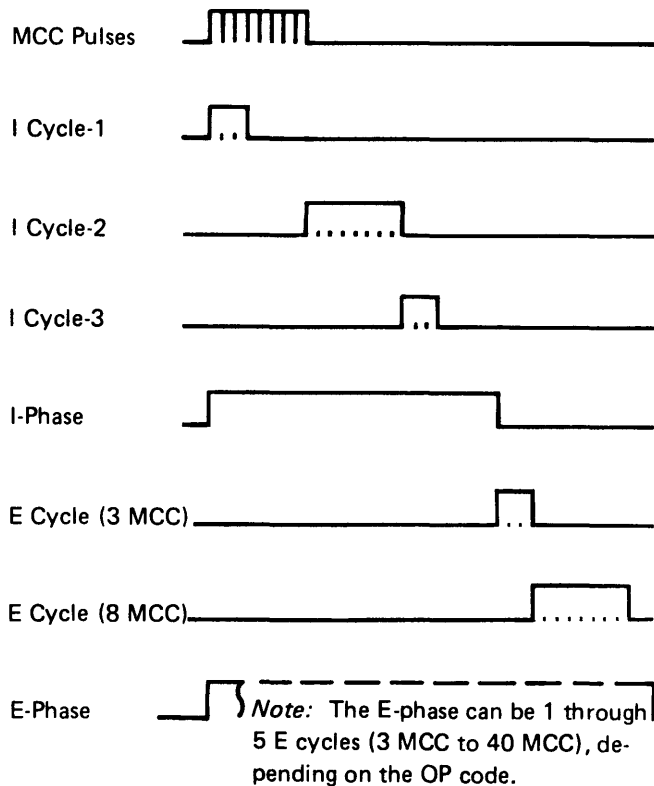 MCC Pulses
I Cycle-1
I Cycle-2
I Cycle-3
I-Phase
E Cycle (3 MCC)
E Cycle (8 MCC)
E-Phase
Note: The E-phase can be 1 through
5 E cycles (3 MCC to 40 MCC), de-
pending on the OP code.